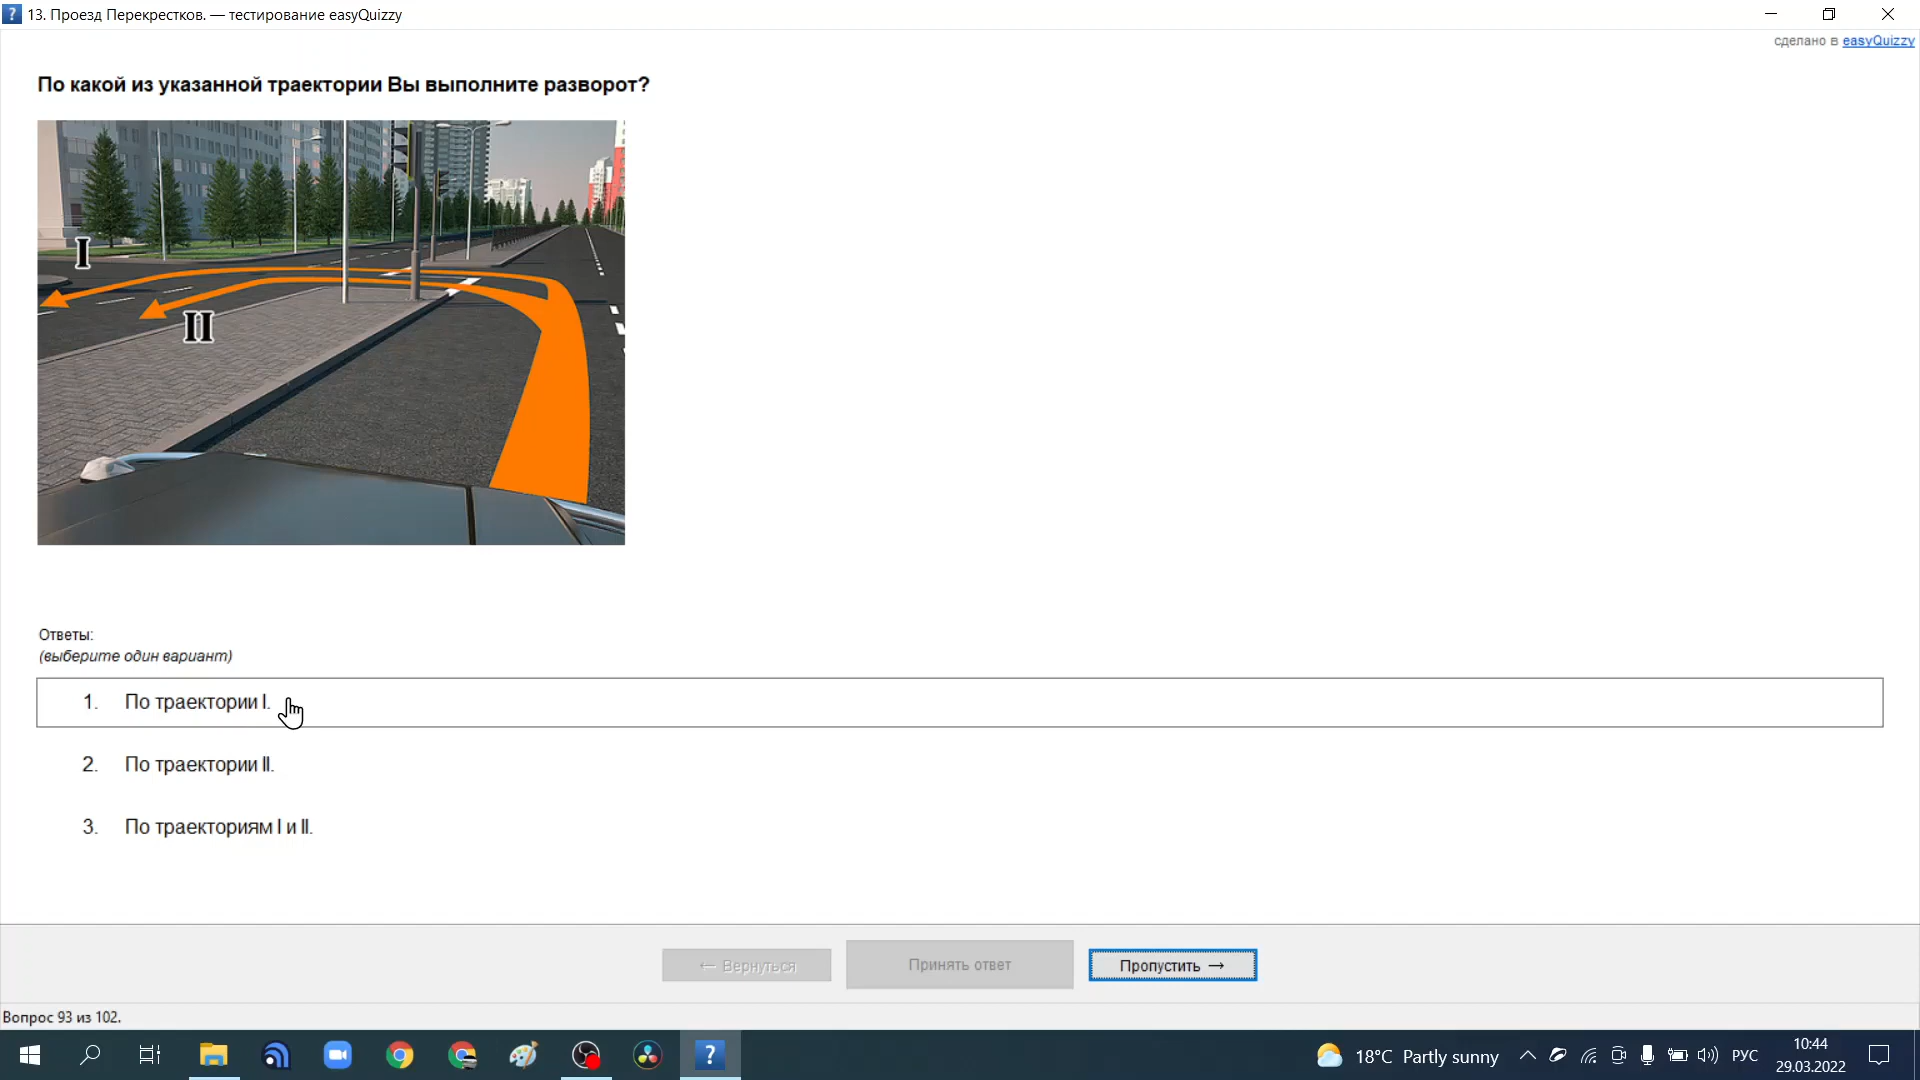 13. Проезд Перекрестков. — тестирование easyQuizzy
сделано в easyQuizzy
По какой из указанной траектории Вы выполните разворот?
I
II
Ответы:
(выберите один вариант)
1. По траектории I.
2. По траектории II.
3. По траекториям I и II.
← Вернуться
Принять ответ
Пропустить →
Вопрос 93 из 102.
18°C Partly sunny
РУС
10:44
29.03.2022